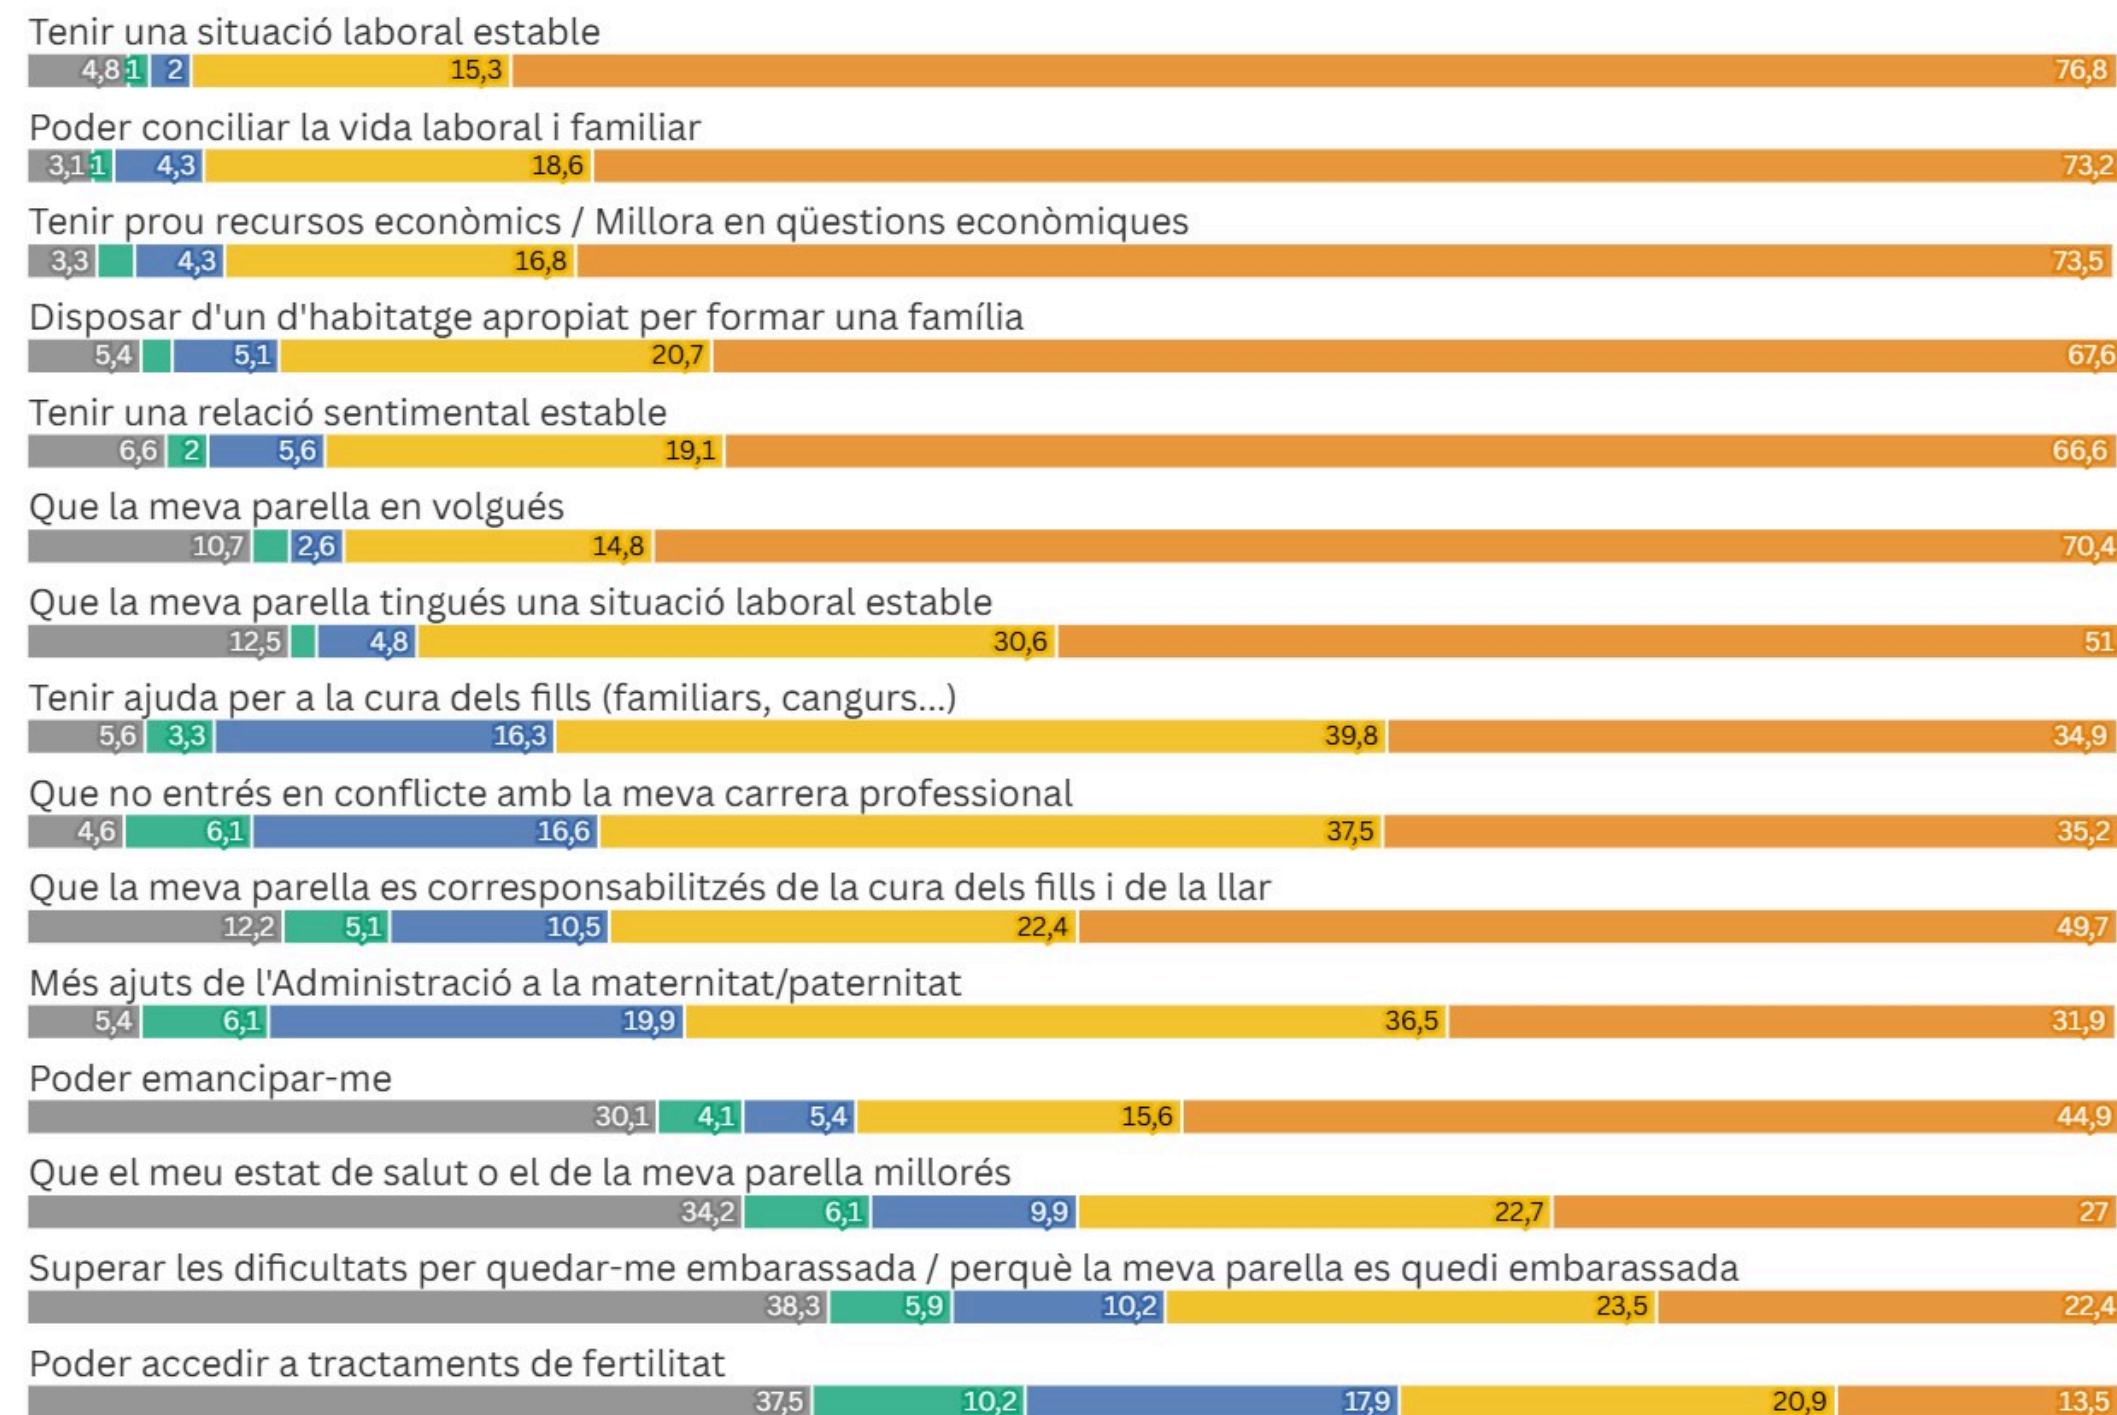 Tenir una situació laboral estable
4,8 1 2 15,3 76,8
Poder conciliar la vida laboral i familiar
3,1 1 4,3 18,6 73,2
Tenir prou recursos econòmics / Millora en qüestions econòmiques
3,3 4,3 16,8 73,5
Disposar d'un d'habitatge apropiat per formar una família
5,4 5,1 20,7 67,6
Tenir una relació sentimental estable
6,6 2 5,6 19,1 66,6
Que la meva parella en volgués
10,7 2,6 14,8 70,4
Que la meva parella tingués una situació laboral estable
12,5 4,8 30,6 51
Tenir ajuda per a la cura dels fills (familiars, cangurs...)
5,6 3,3 16,3 39,8 34,9
Que no entrés en conflicte amb la meva carrera professional
4,6 6,1 16,6 37,5 35,2
Que la meva parella es corresponsabilitzés de la cura dels fills i de la llar
12,2 5,1 10,5 22,4 49,7
Més ajuts de l'Administració a la maternitat/paternitat
5,4 6,1 19,9 36,5 31,9
Poder emancipar-me
30,1 4,1 5,4 15,6 44,9
Que el meu estat de salut o el de la meva parella millorés
34,2 6,1 9,9 22,7 27
Superar les dificultats per quedar-me embarassada / perquè la meva parella es quedi embarassada
38,3 5,9 10,2 23,5 22,4
Poder accedir a tractaments de fertilitat
37,5 10,2 17,9 20,9 13,5